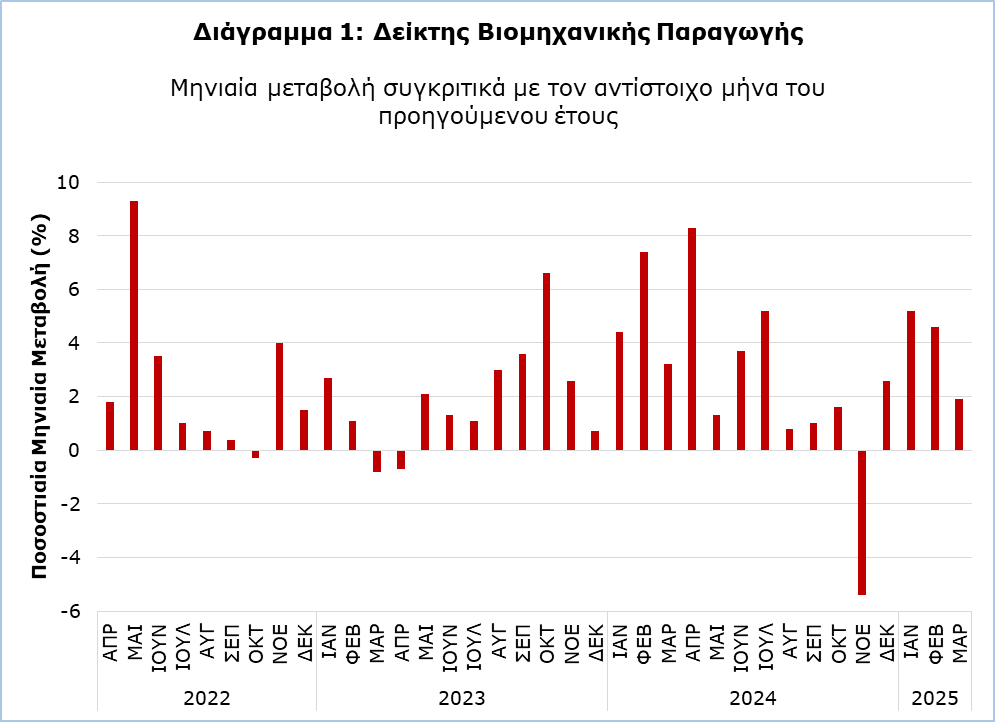 Διάγραμμα 1: Δείκτης Βιομηχανικής Παραγωγής
Μηνιαία μεταβολή συγκριτικά με τον αντίστοιχο μήνα του
προηγούμενου έτους
Ποσοστιαία Μηνιαία Μεταβολή (%)
10
8
6
4
2
0
-2
-4
-6
ΑΠΡ ΜΑΙ ΙΟΥΝ ΙΟΥΛ ΑΥΓ ΣΕΠ ΟΚΤ ΝΟΕ ΔΕΚ ΙΑΝ ΦΕΒ ΜΑΡ ΑΠΡ ΜΑΙ ΙΟΥΝ ΙΟΥΛ ΑΥΓ ΣΕΠ ΟΚΤ ΝΟΕ ΔΕΚ ΙΑΝ ΦΕΒ ΜΑΡ ΑΠΡ ΜΑΙ ΙΟΥΝ ΙΟΥΛ ΑΥΓ ΣΕΠ ΟΚΤ ΝΟΕ ΔΕΚ ΙΑΝ ΦΕΒ ΜΑΡ
2022 2023 2024 2025